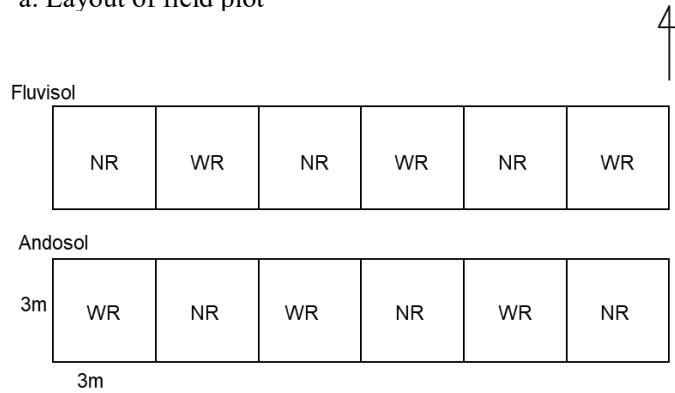 a. Layout of field plot
Fluvisol
NR WR NR WR NR WR
Andosol
3m WR NR WR NR WR NR
3m